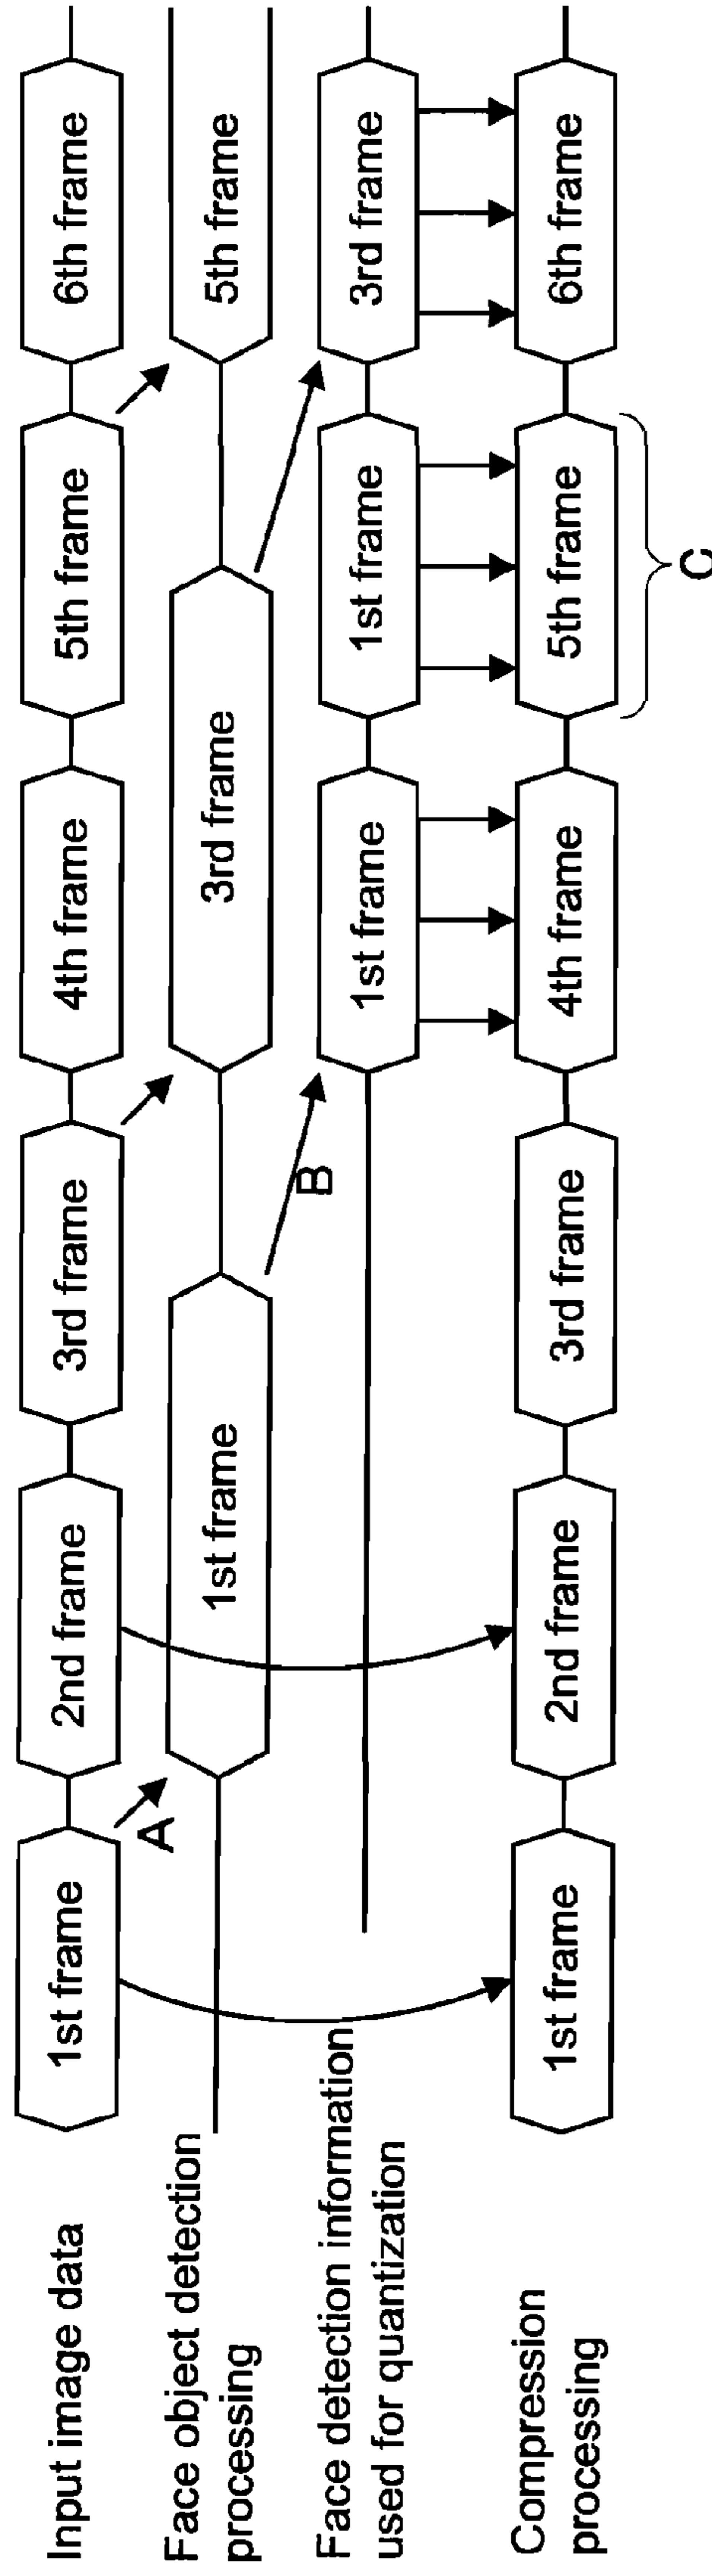 Input image data
1st frame
2nd frame
3rd frame
4th frame
5th frame
6th frame
A
Face object detection
processing
1st frame
3rd frame
5th frame
B
Face detection information
used for quantization
1st frame
1st frame
3rd frame
Compression
processing
1st frame
2nd frame
3rd frame
4th frame
5th frame
6th frame
C